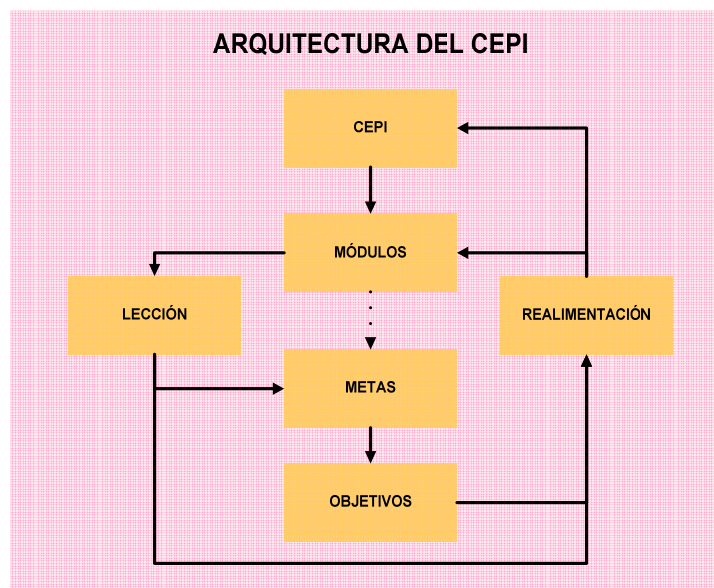 ARQUITECTURA DEL CEPI
CEPI
MÓDULOS
LECCIÓN
REALIMENTACIÓN
METAS
OBJETIVOS